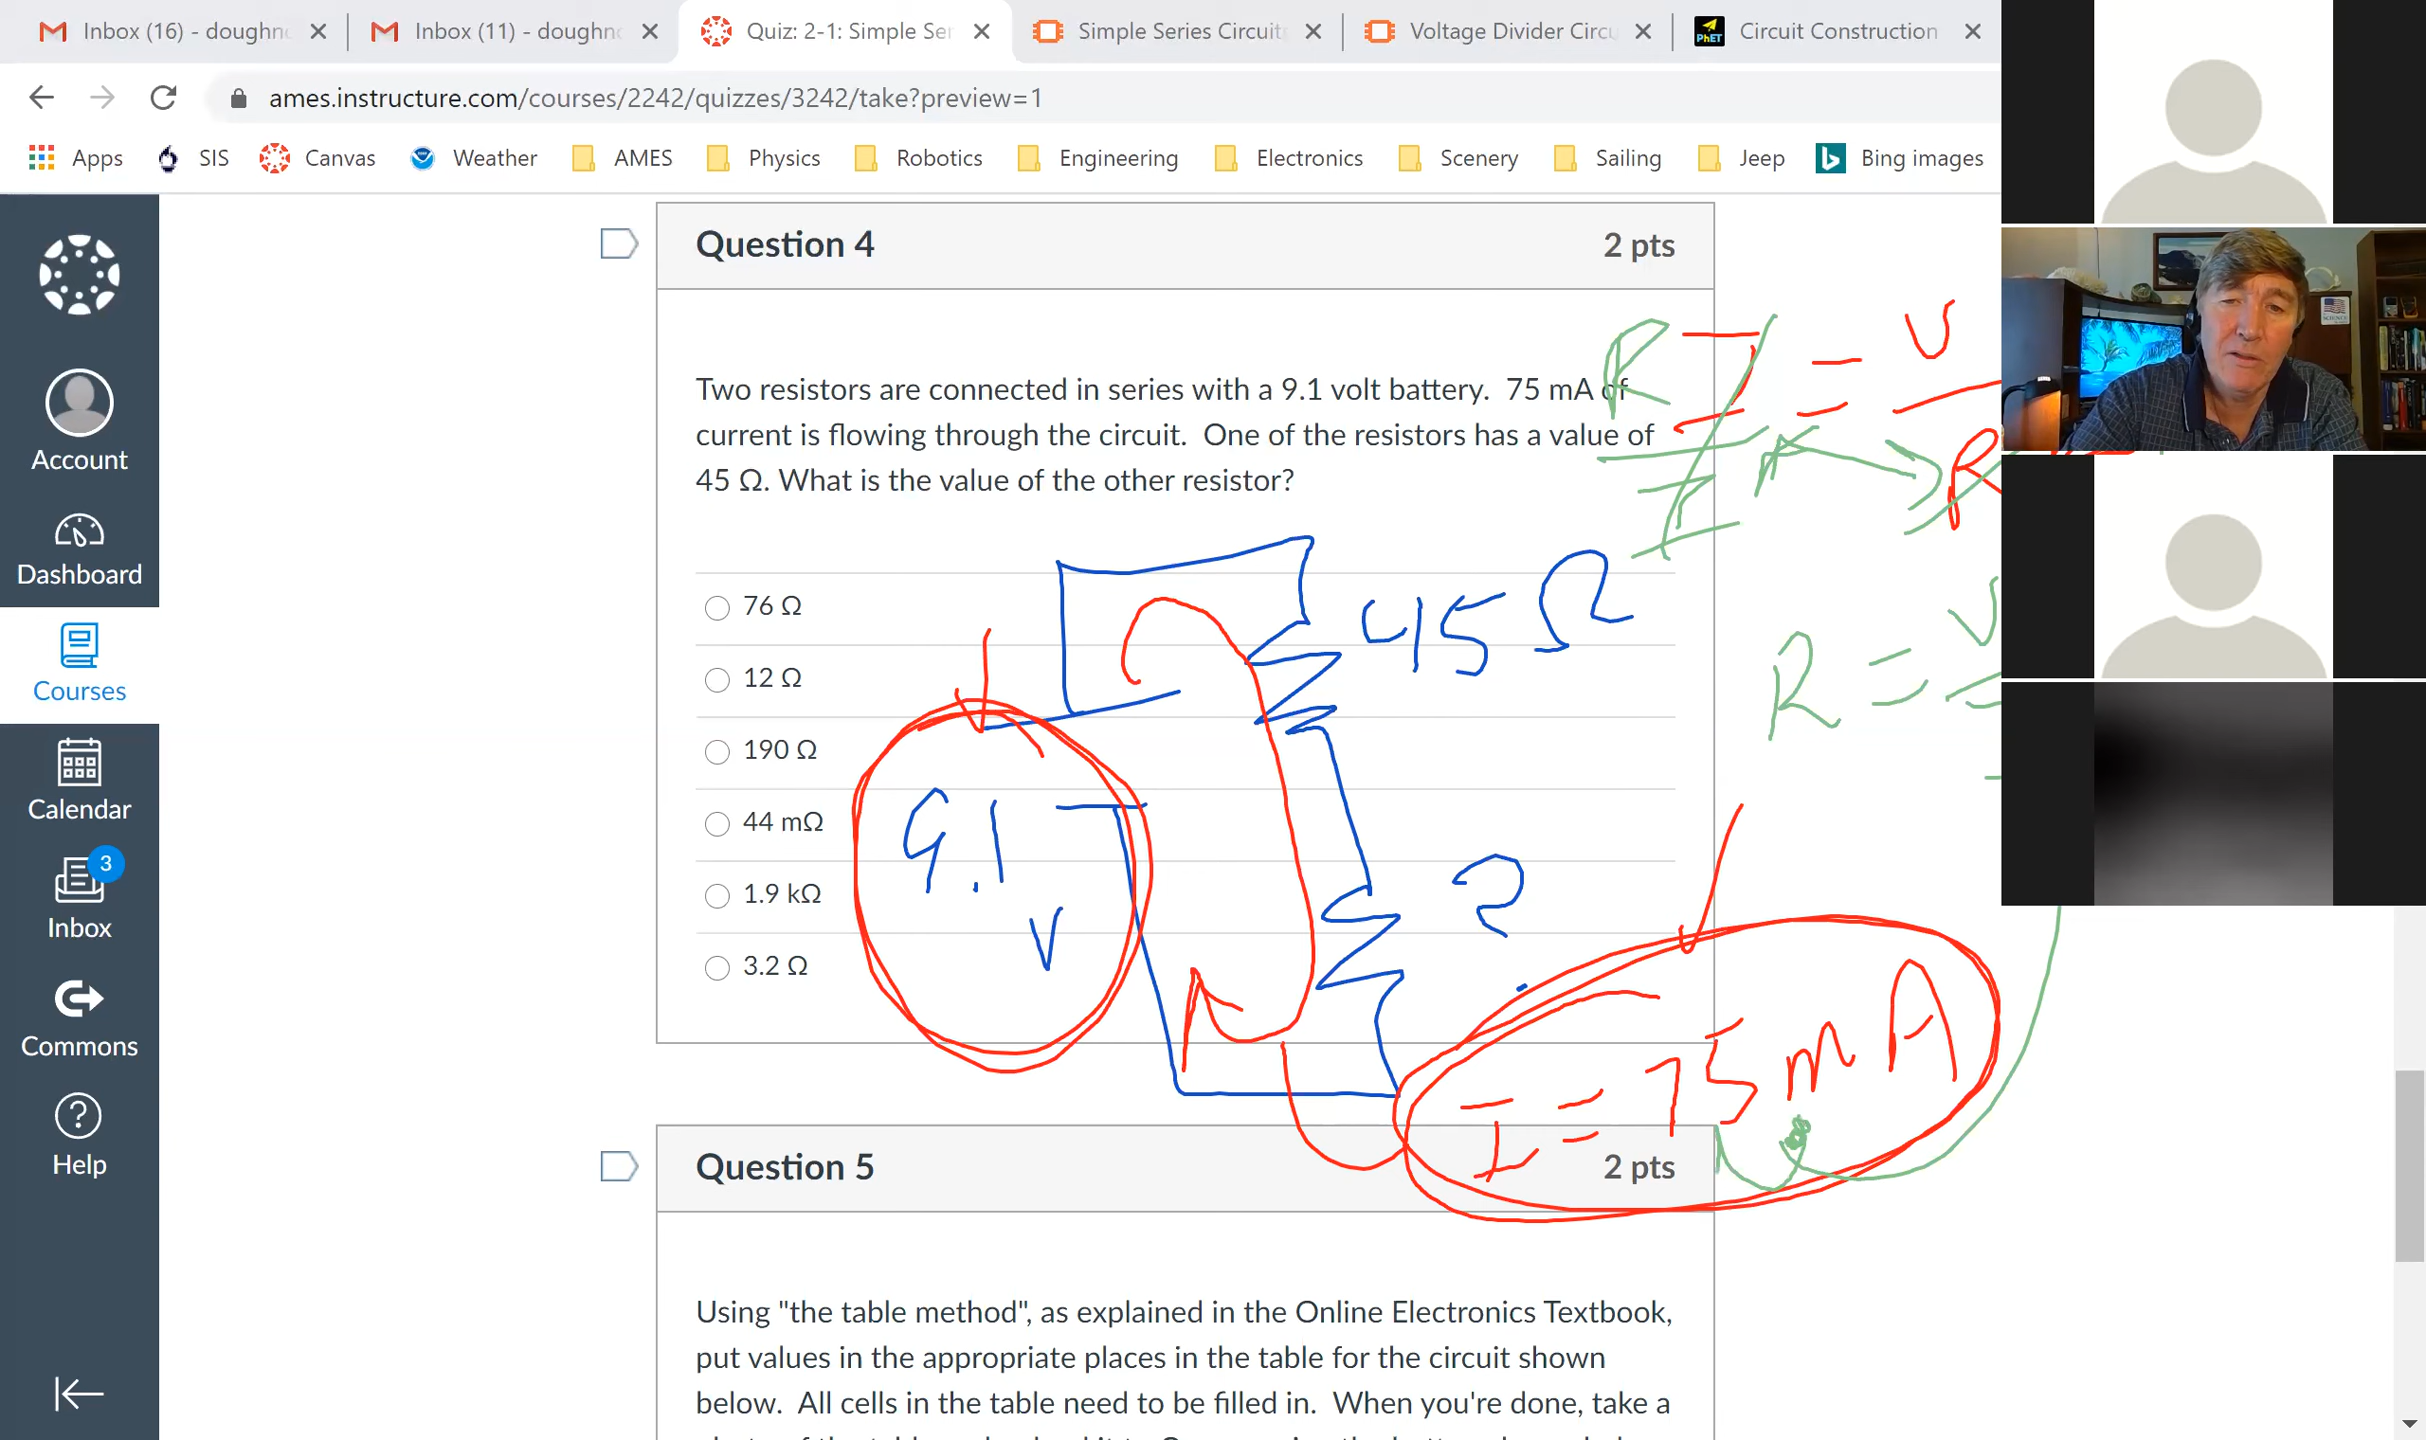 Inbox (16) - doughn
Inbox (11) - doughn
Quiz: 2-1: Simple Se
Simple Series Circuit
Voltage Divider Circ
Circuit Construction
ames.instructure.com/courses/2242/quizzes/3242/take?preview=1
Apps SIS Canvas Weather AMES Physics Robotics Engineering Electronics Scenery Sailing Jeep Bing images
Account
Dashboard
Courses
Calendar
3
Inbox
Commons
Help
Question 4 2 pts
Two resistors are connected in series with a 9.1 volt battery. 75 mA of
current is flowing through the circuit. One of the resistors has a value of
45 Ω. What is the value of the other resistor?
76 Ω
12 Ω
190 Ω
44 mΩ
1.9 kΩ
3.2 Ω
45 Ω
9.1
V
?
I = 75 mA
R I = V
R
R = V
Question 5 2 pts
Using "the table method", as explained in the Online Electronics Textbook,
put values in the appropriate places in the table for the circuit shown
below. All cells in the table need to be filled in. When you're done, take a